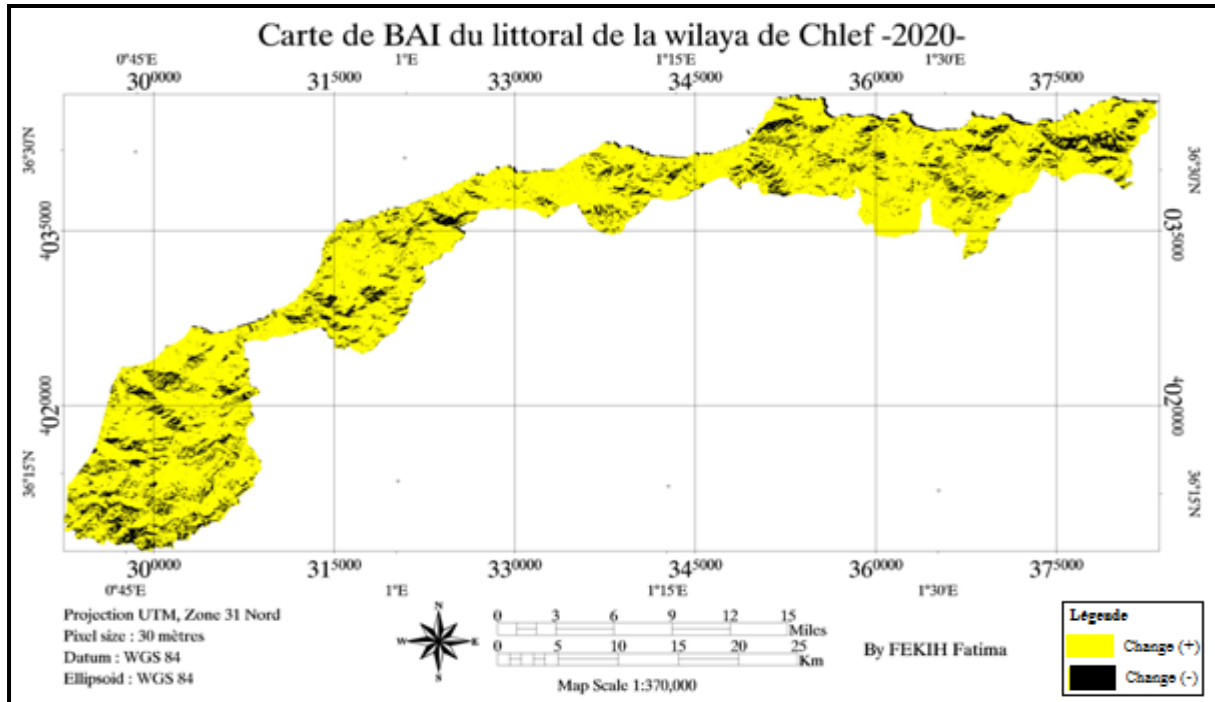 Carte de BAI du littoral de la wilaya de Chlef -2020-
0°45'E 1°E 1°15'E 1°30'E
300000 315000 330000 345000 360000 375000
36°30'N 36°30'N
4035000 4035000
4020000 4020000
36°15'N 36°15'N
300000 315000 330000 345000 360000 375000
0°45'E 1°E 1°15'E 1°30'E
Projection UTM, Zone 31 Nord
Pixel size : 30 mètres
Datum : WGS 84
Ellipsoid : WGS 84
N
W E
S
0 3 6 9 12 15
Miles
0 5 10 15 20 25
Km
Map Scale 1:370,000
By FEKIH Fatima
Légende
Change (+)
Change (-)